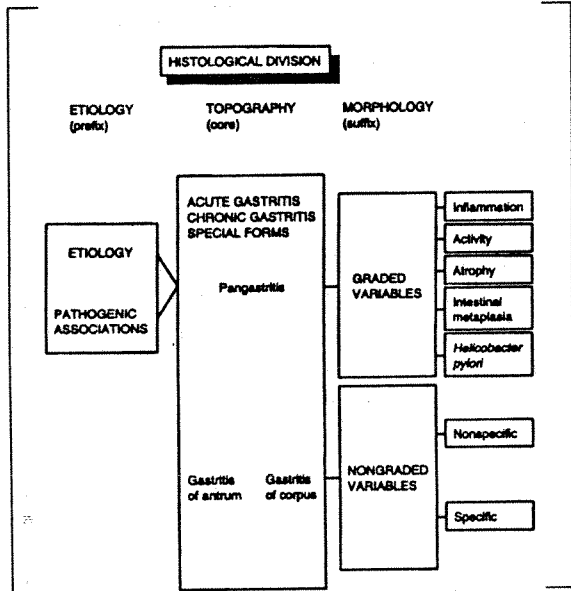 HISTOLOGICAL DIVISION
ETIOLOGY
(prefix)
TOPOGRAPHY
(core)
MORPHOLOGY
(suffix)
ETIOLOGY
PATHOGENIC
ASSOCIATIONS
ACUTE GASTRITIS
CHRONIC GASTRITIS
SPECIAL FORMS
Pangastritis
Gastritis
of antrum
Gastritis
of corpus
GRADED
VARIABLES
Inflammation
Activity
Atrophy
Intestinal
metaplasia
Helicobacter
pylori
NONGRADED
VARIABLES
Nonspecific
Specific